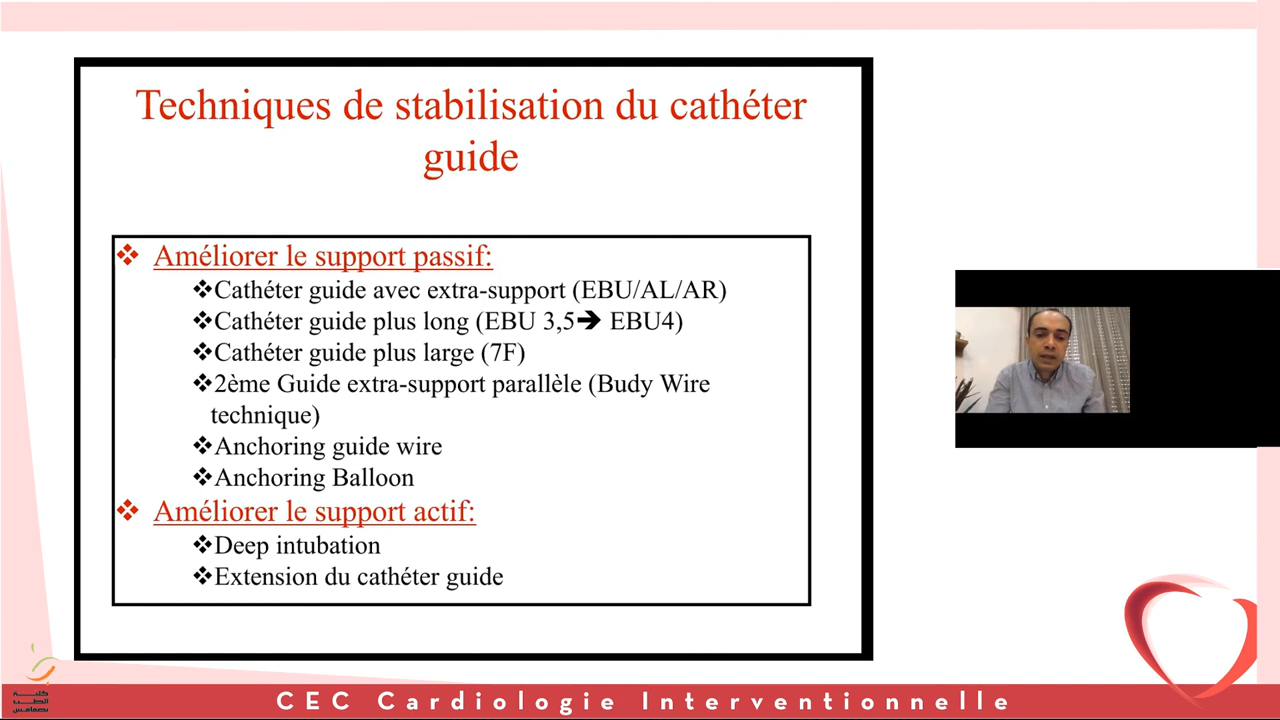 Techniques de stabilisation du cathéter
guide
❖ Améliorer le support passif:
❖Cathéter guide avec extra-support (EBU/AL/AR)
❖Cathéter guide plus long (EBU 3,5➔ EBU4)
❖Cathéter guide plus large (7F)
❖2ème Guide extra-support parallèle (Budy Wire
technique)
❖Anchoring guide wire
❖Anchoring Balloon
❖ Améliorer le support actif:
❖Deep intubation
❖Extension du cathéter guide
كلية
الطب
بصفاقس
CEC Cardiologie Interventionnelle